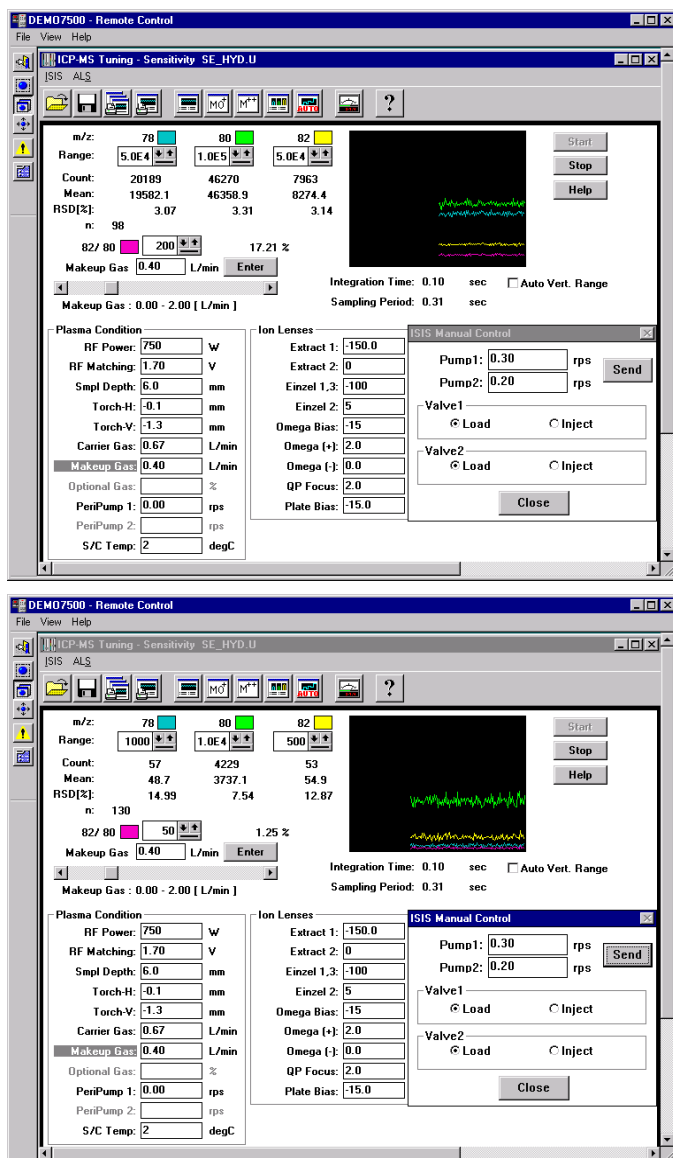 DEMO7500 - Remote Control
File View Help
ICP-MS Tuning - Sensitivity SE_HYD.U
ISIS ALS
MO+ M++ AUTO ?
m/z: 78 80 82
Range: 5.0E4 1.0E5 5.0E4
Count: 20189 46270 7963
Mean: 19582.1 46358.9 8274.4
RSD[%]: 3.07 3.31 3.14
n: 98
82/ 80 200 17.21 %
Makeup Gas 0.40 L/min Enter
Makeup Gas : 0.00 - 2.00 [ L/min ]
Start
Stop
Help
Integration Time: 0.10 sec Auto Vert. Range
Sampling Period: 0.31 sec
Plasma Condition
RF Power: 750 W
RF Matching: 1.70 V
Smpl Depth: 6.0 mm
Torch-H: -0.1 mm
Torch-V: -1.3 mm
Carrier Gas: 0.67 L/min
Makeup Gas: 0.40 L/min
Optional Gas: %
PeriPump 1: 0.00 rps
PeriPump 2: rps
S/C Temp: 2 degC
Ion Lenses
Extract 1: -150.0
Extract 2: 0
Einzel 1,3: -100
Einzel 2: 5
Omega Bias: -15
Omega (+): 2.0
Omega (-): 0.0
QP Focus: 2.0
Plate Bias: -15.0
ISIS Manual Control
Pump1: 0.30 rps
Pump2: 0.20 rps
Send
Valve1
Load Inject
Valve2
Load Inject
Close
DEMO7500 - Remote Control
File View Help
ICP-MS Tuning - Sensitivity SE_HYD.U
ISIS ALS
MO+ M++ AUTO ?
m/z: 78 80 82
Range: 1000 1.0E4 500
Count: 57 4229 53
Mean: 48.7 3737.1 54.9
RSD[%]: 14.99 7.54 12.87
n: 130
82/ 80 50 1.25 %
Makeup Gas 0.40 L/min Enter
Makeup Gas : 0.00 - 2.00 [ L/min ]
Start
Stop
Help
Integration Time: 0.10 sec Auto Vert. Range
Sampling Period: 0.31 sec
Plasma Condition
RF Power: 750 W
RF Matching: 1.70 V
Smpl Depth: 6.0 mm
Torch-H: -0.1 mm
Torch-V: -1.3 mm
Carrier Gas: 0.67 L/min
Makeup Gas: 0.40 L/min
Optional Gas: %
PeriPump 1: 0.00 rps
PeriPump 2: rps
S/C Temp: 2 degC
Ion Lenses
Extract 1: -150.0
Extract 2: 0
Einzel 1,3: -100
Einzel 2: 5
Omega Bias: -15
Omega (+): 2.0
Omega (-): 0.0
QP Focus: 2.0
Plate Bias: -15.0
ISIS Manual Control
Pump1: 0.30 rps
Pump2: 0.20 rps
Send
Valve1
Load Inject
Valve2
Load Inject
Close